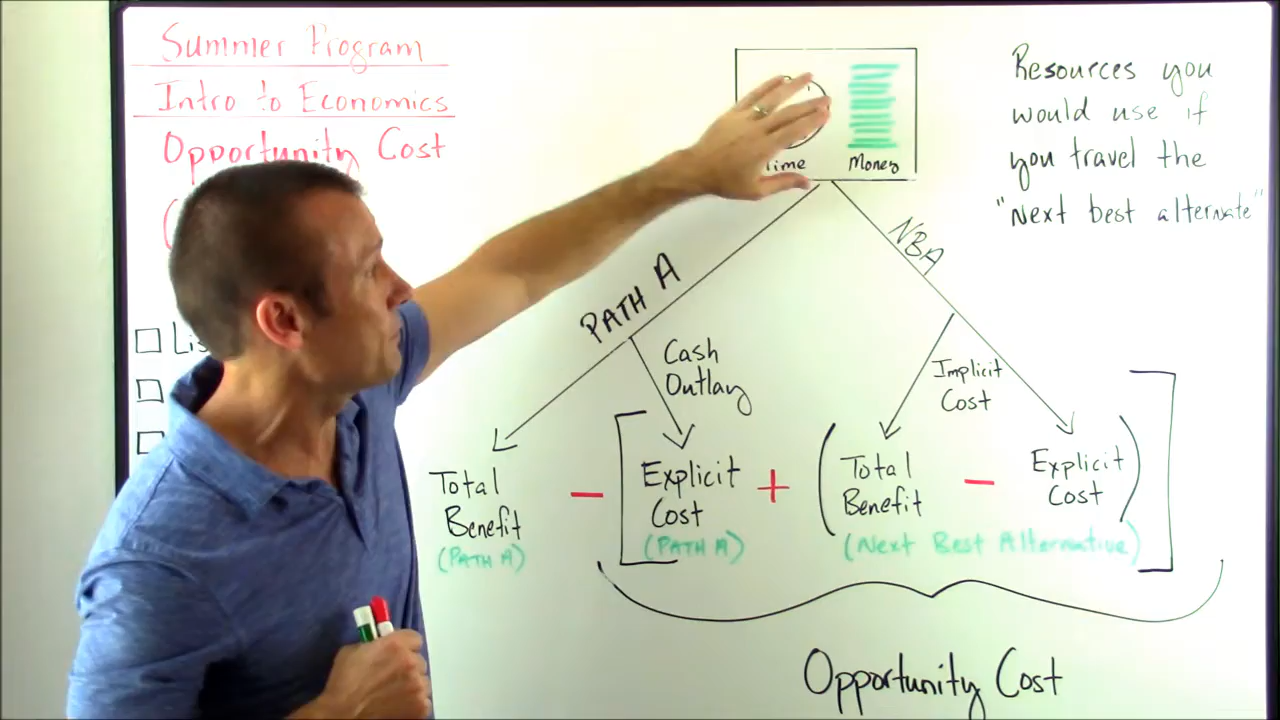 Summer Program
Intro to Economics
Opportunity Cost
Money
Resources you
would use if
you travel the
"Next best alternate"
PATH A
NBA
Cash
Outlay
Implicit
Cost
Total
Benefit
(PATH A)
-
[Explicit
Cost
(PATH A)
+
(Total
Benefit
-
Explicit
Cost)]
(Next Best Alternative)
Opportunity Cost